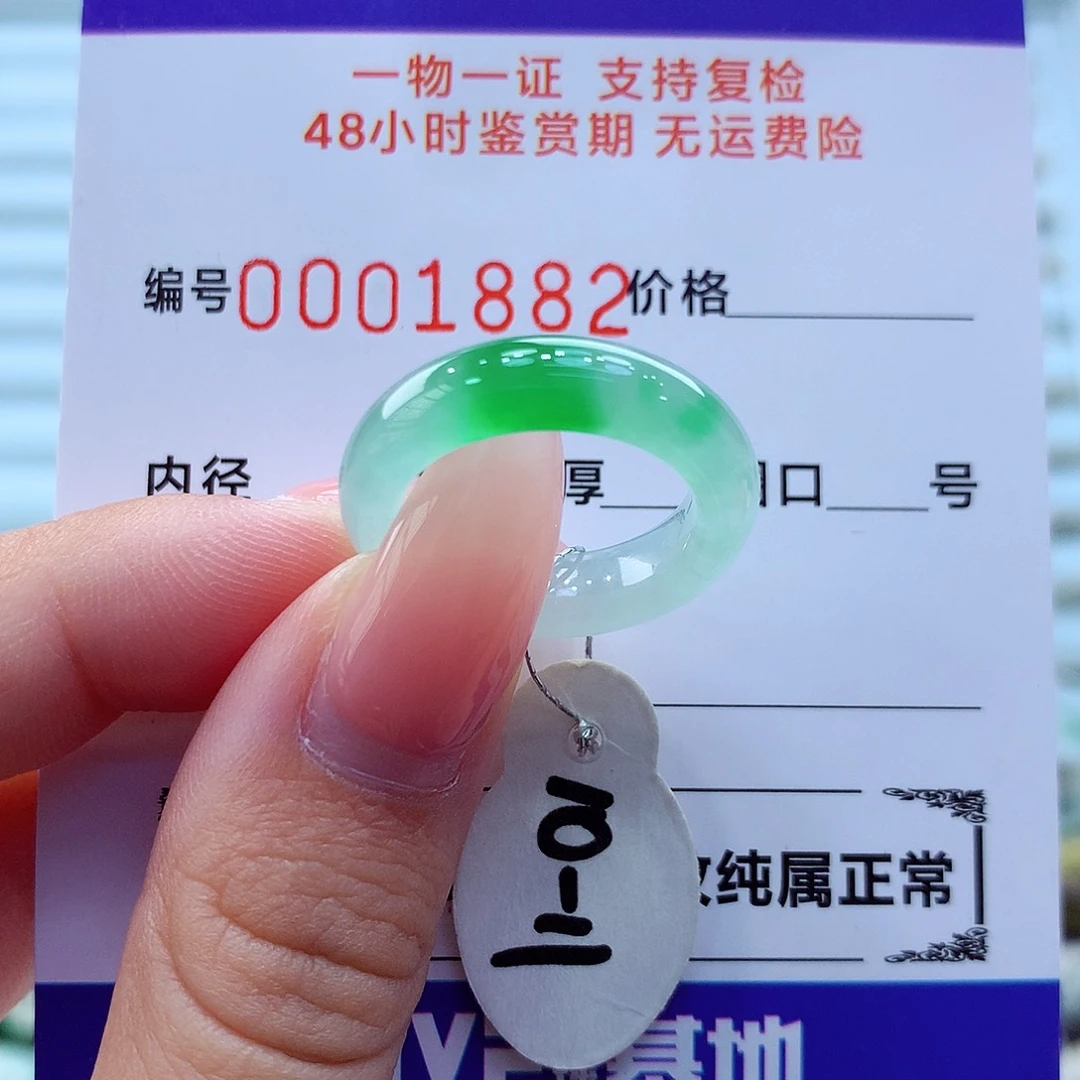 一物一证 支持复检
48小时鉴赏期 无运费险
编号0001882价格
内径 厚 口 号
纯属正常
基地